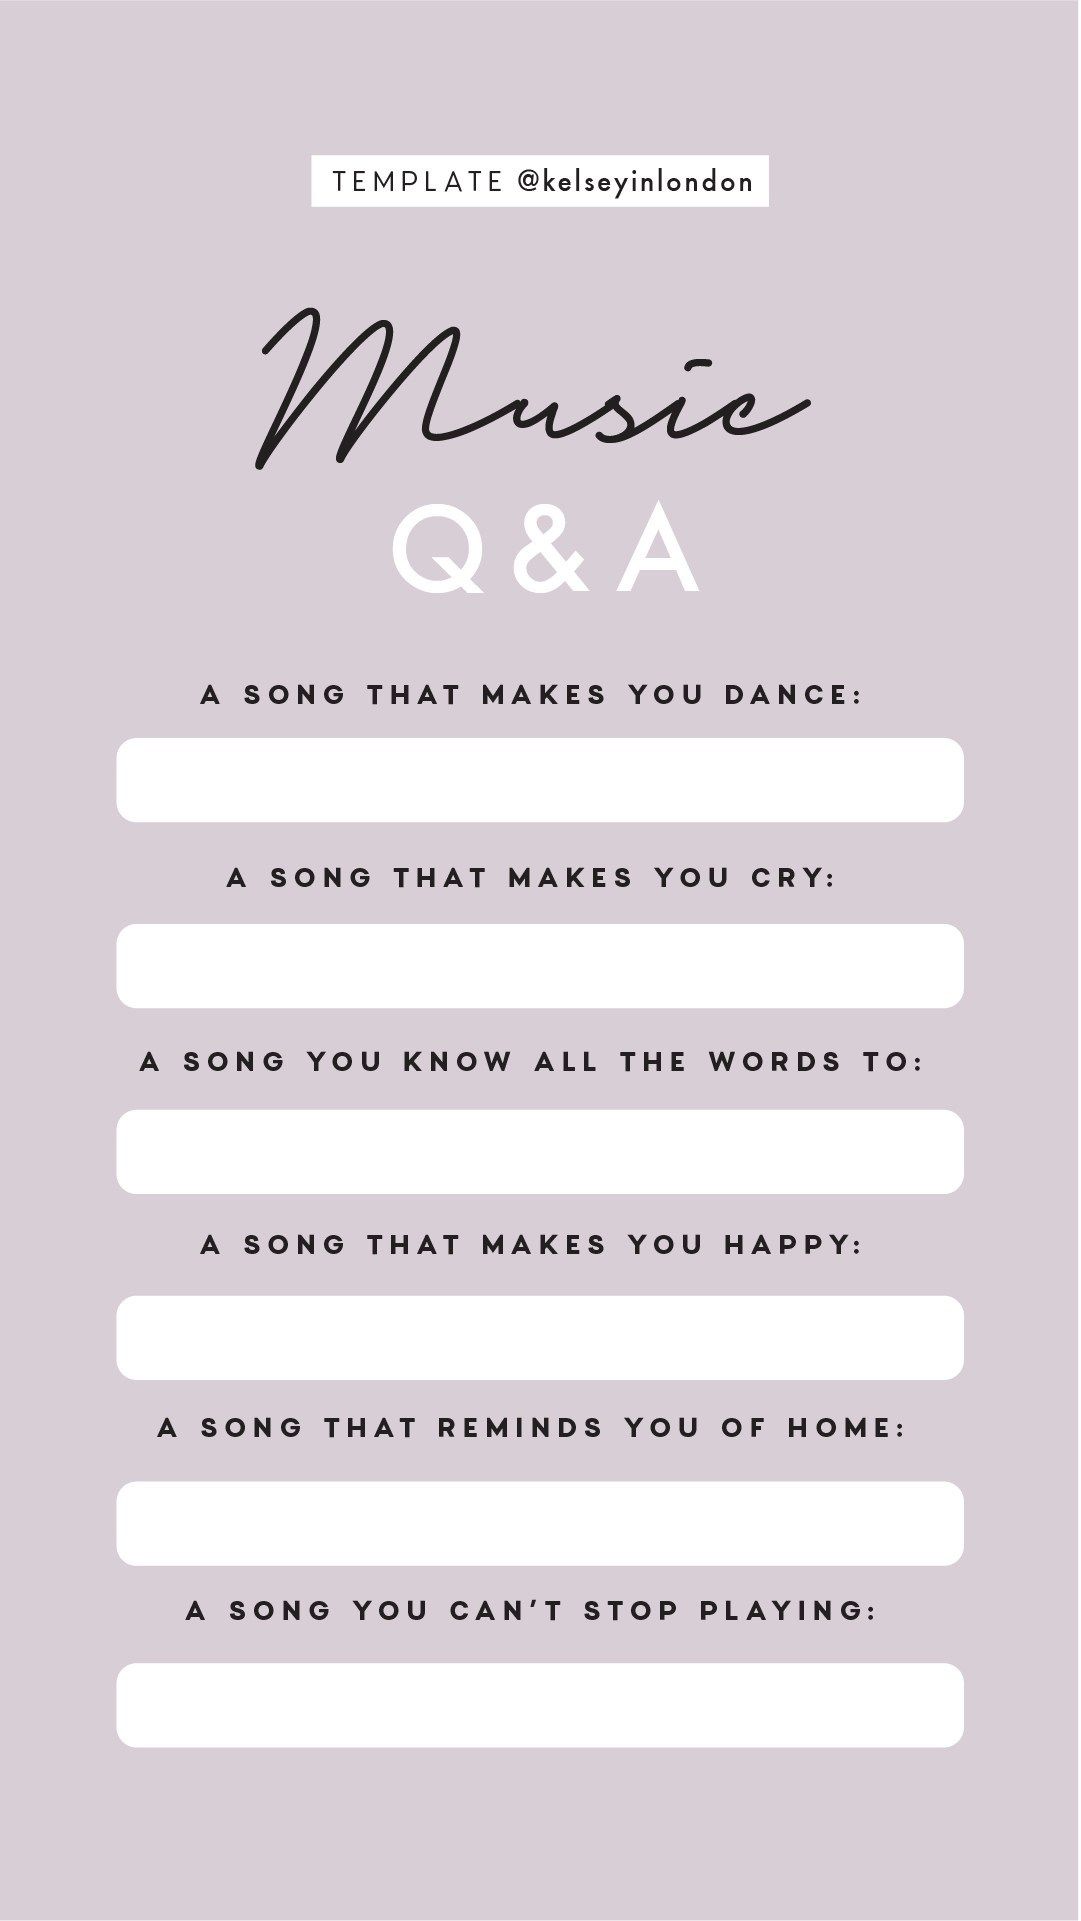 TEMPLATE @kelseyinlondon
Music
Q & A
A SONG THAT MAKES YOU DANCE:
A SONG THAT MAKES YOU CRY:
A SONG YOU KNOW ALL THE WORDS TO:
A SONG THAT MAKES YOU HAPPY:
A SONG THAT REMINDS YOU OF HOME:
A SONG YOU CAN'T STOP PLAYING: